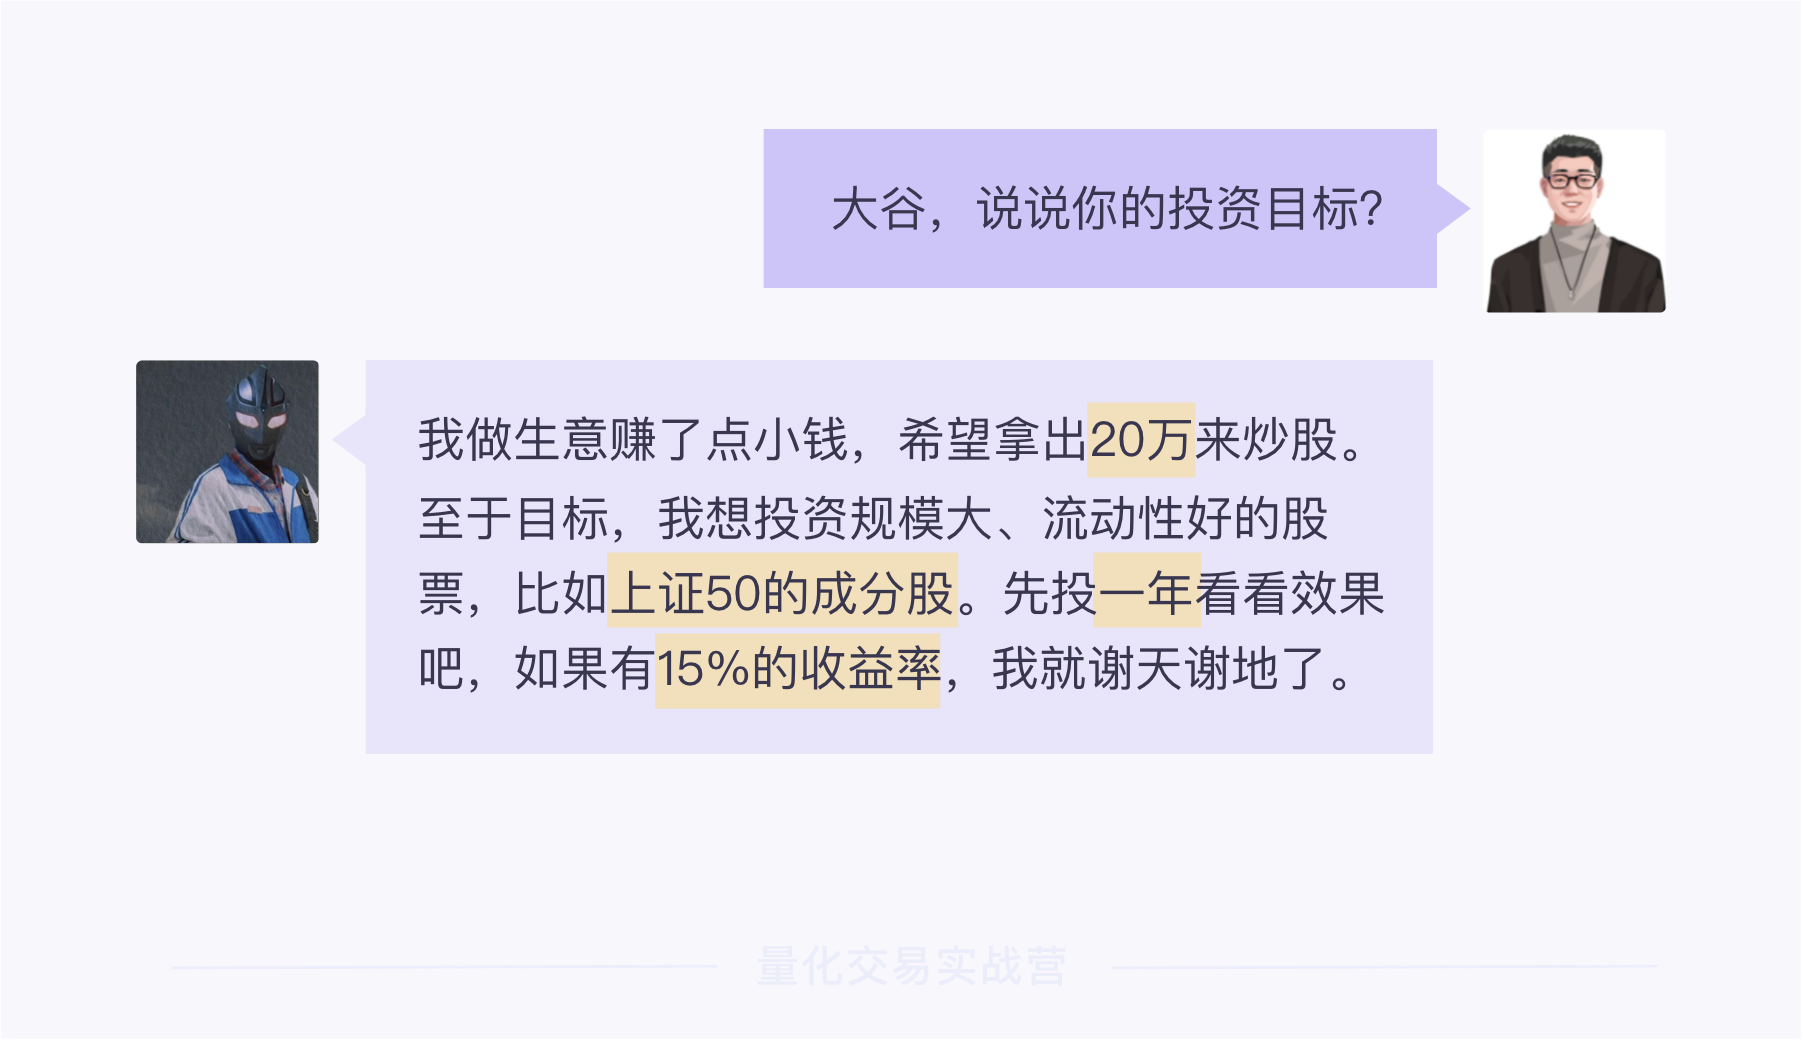 大谷，说说你的投资目标?
我做生意赚了点小钱，希望拿出20万来炒股。
至于目标，我想投资规模大、流动性好的股
票，比如上证50的成分股。先投一年看看效果
吧，如果有15%的收益率，我就谢天谢地了。
量化交易实战营